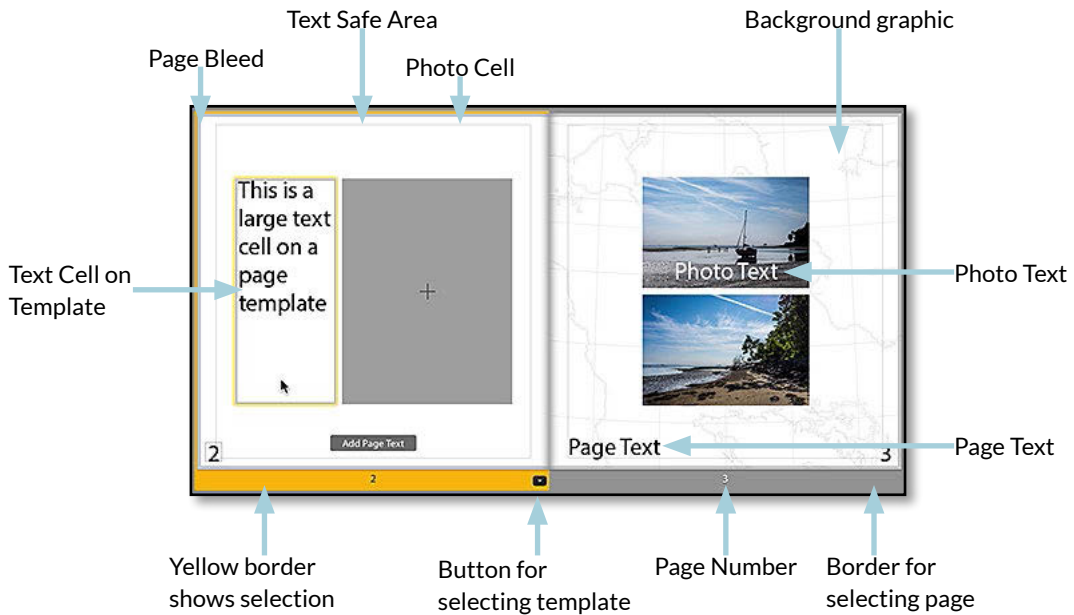 Text Safe Area
Background graphic
Page Bleed
Photo Cell
This is a
large text
cell on a
page
template
Text Cell on
Template
Photo Text
Photo Text
Add Page Text
2
Page Text
3
Page Text
2
3
Yellow border
shows selection
Button for
selecting template
Page Number
Border for
selecting page